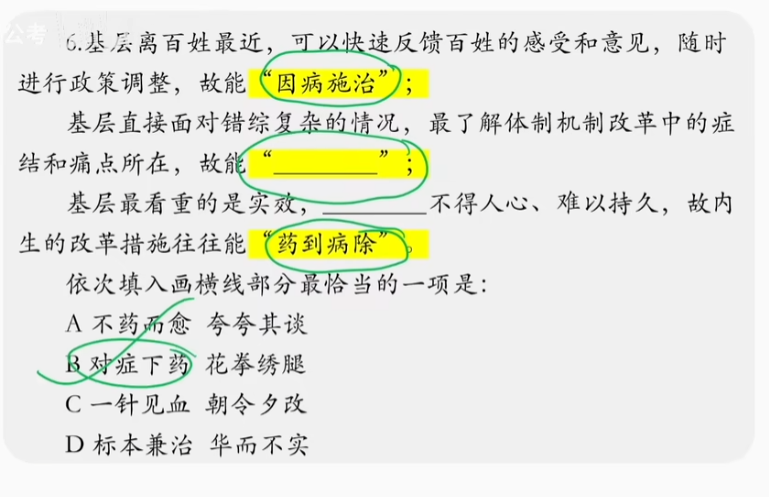 公考
6.基层离百姓最近，可以快速反馈百姓的感受和意见，随时
进行政策调整，故能“因病施治”；
基层直接面对错综复杂的情况，最了解体制机制改革中的症
结和痛点所在，故能“________”；
基层最看重的是实效，________不得人心、难以持久，故内
生的改革措施往往能“药到病除”。
依次填入画横线部分最恰当的一项是：
A 不药而愈 夸夸其谈
B 对症下药 花拳绣腿
C 一针见血 朝令夕改
D 标本兼治 华而不实